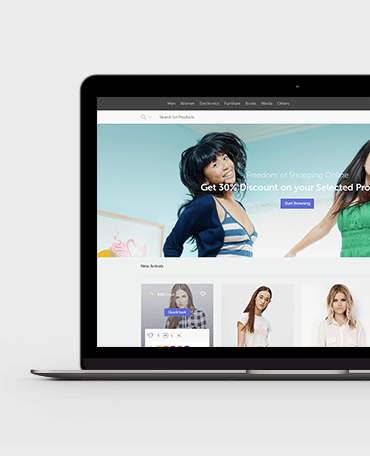 Men Women Electronics Furniture Books Media Others
Search for Products
Freedom of Shopping Online
Get 30% Discount on your Selected Pro
Start Browsing
New Arrivals
Quick Look
S M L XL